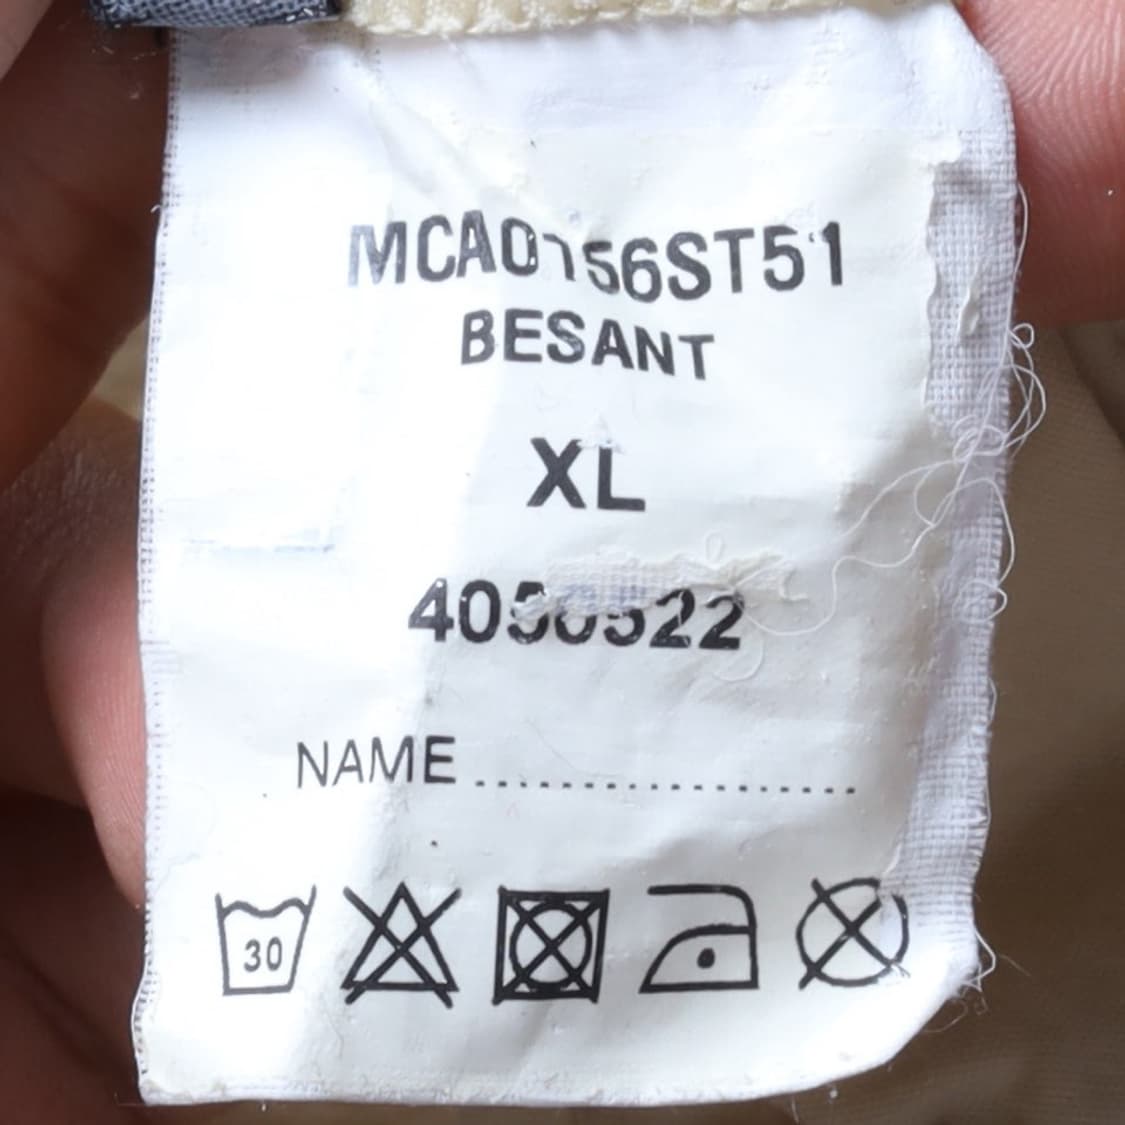 MCA0156ST51
BESANT
XL
NAME
30